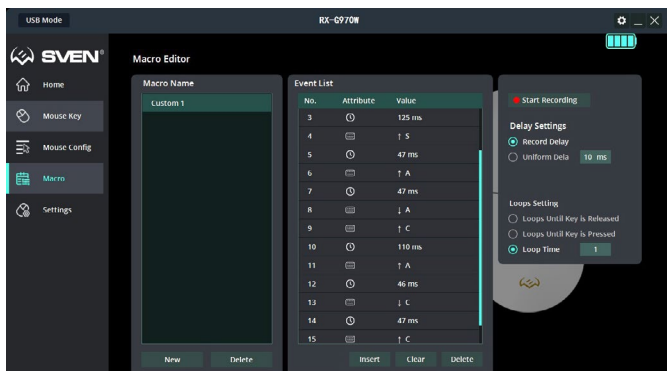 USB Mode
RX-G970W
SVEN®
Home
Mouse Key
Mouse Config
Macro
Settings
Macro Editor
Macro Name
Custom 1
New Delete
Event List
No. Attribute Value
3 125 ms
4 ↑ S
5 47 ms
6 ↑ A
7 47 ms
8 ↓ A
9 ↑ C
10 110 ms
11 ↑ A
12 46 ms
13 ↓ C
14 47 ms
15 ↑ C
Insert Clear Delete
Start Recording
Delay Settings
Record Delay
Uniform Dela 10 ms
Loops Setting
Loops Until Key is Released
Loops Until Key is Pressed
Loop Time 1